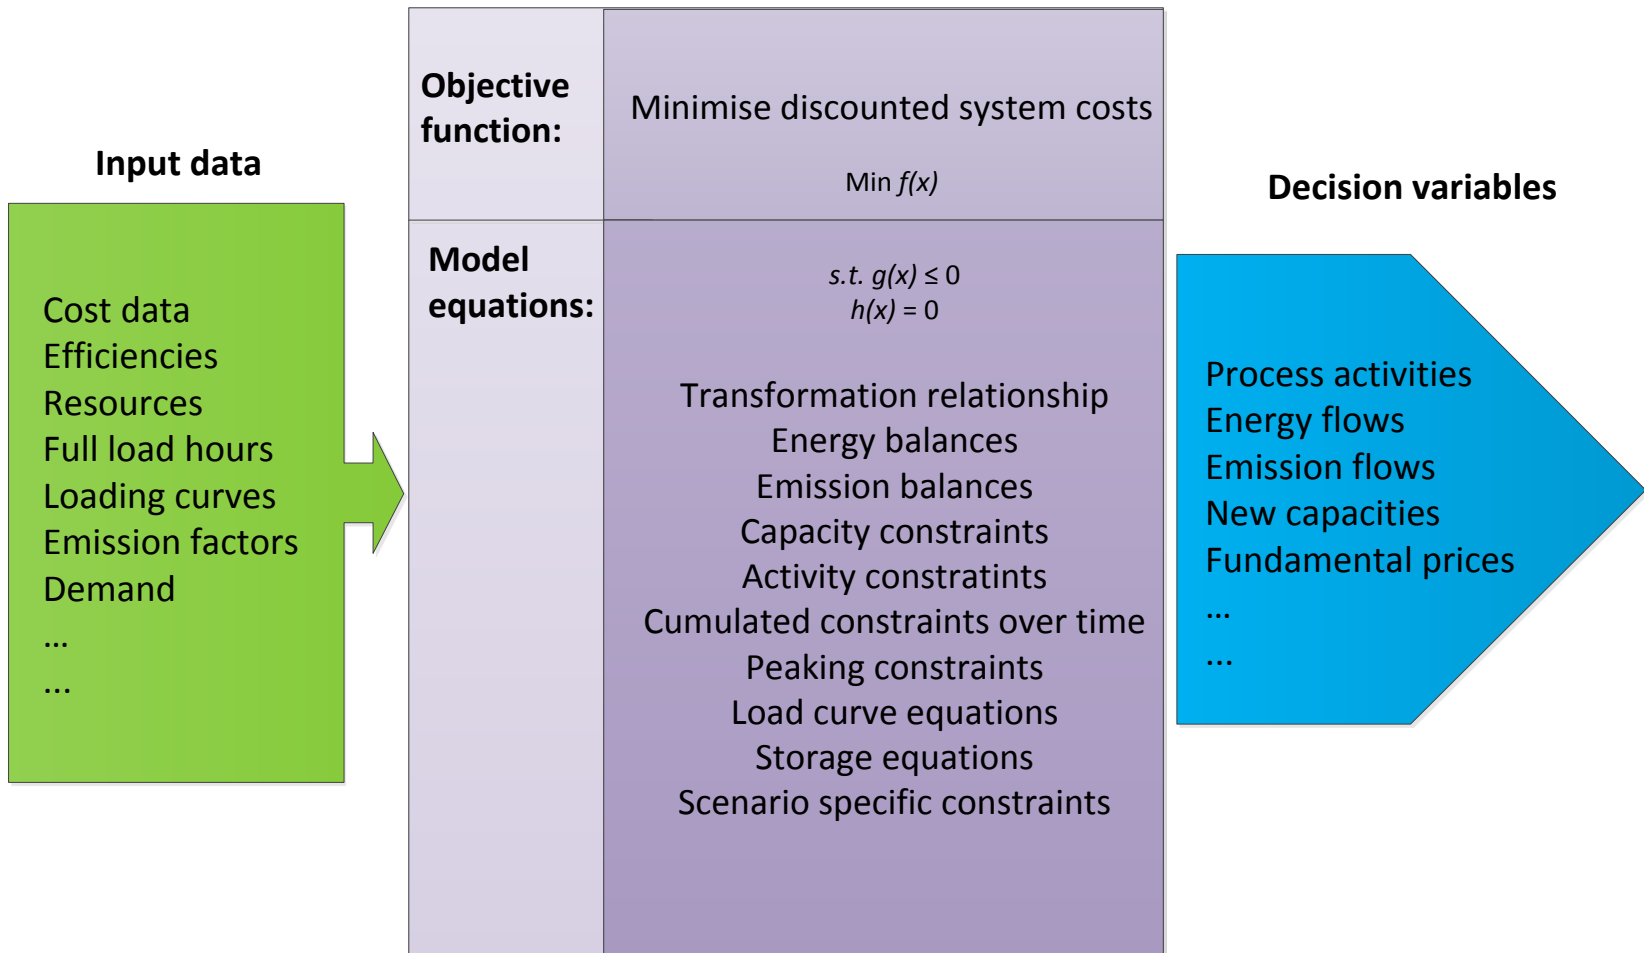 Input data
Cost data
Efficiencies
Resources
Full load hours
Loading curves
Emission factors
Demand
...
...
Objective
function:
Minimise discounted system costs
Min f(x)
Model
equations:
s.t. g(x) ≤ 0
h(x) = 0
Transformation relationship
Energy balances
Emission balances
Capacity constraints
Activity constratints
Cumulated constraints over time
Peaking constraints
Load curve equations
Storage equations
Scenario specific constraints
Decision variables
Process activities
Energy flows
Emission flows
New capacities
Fundamental prices
...
...